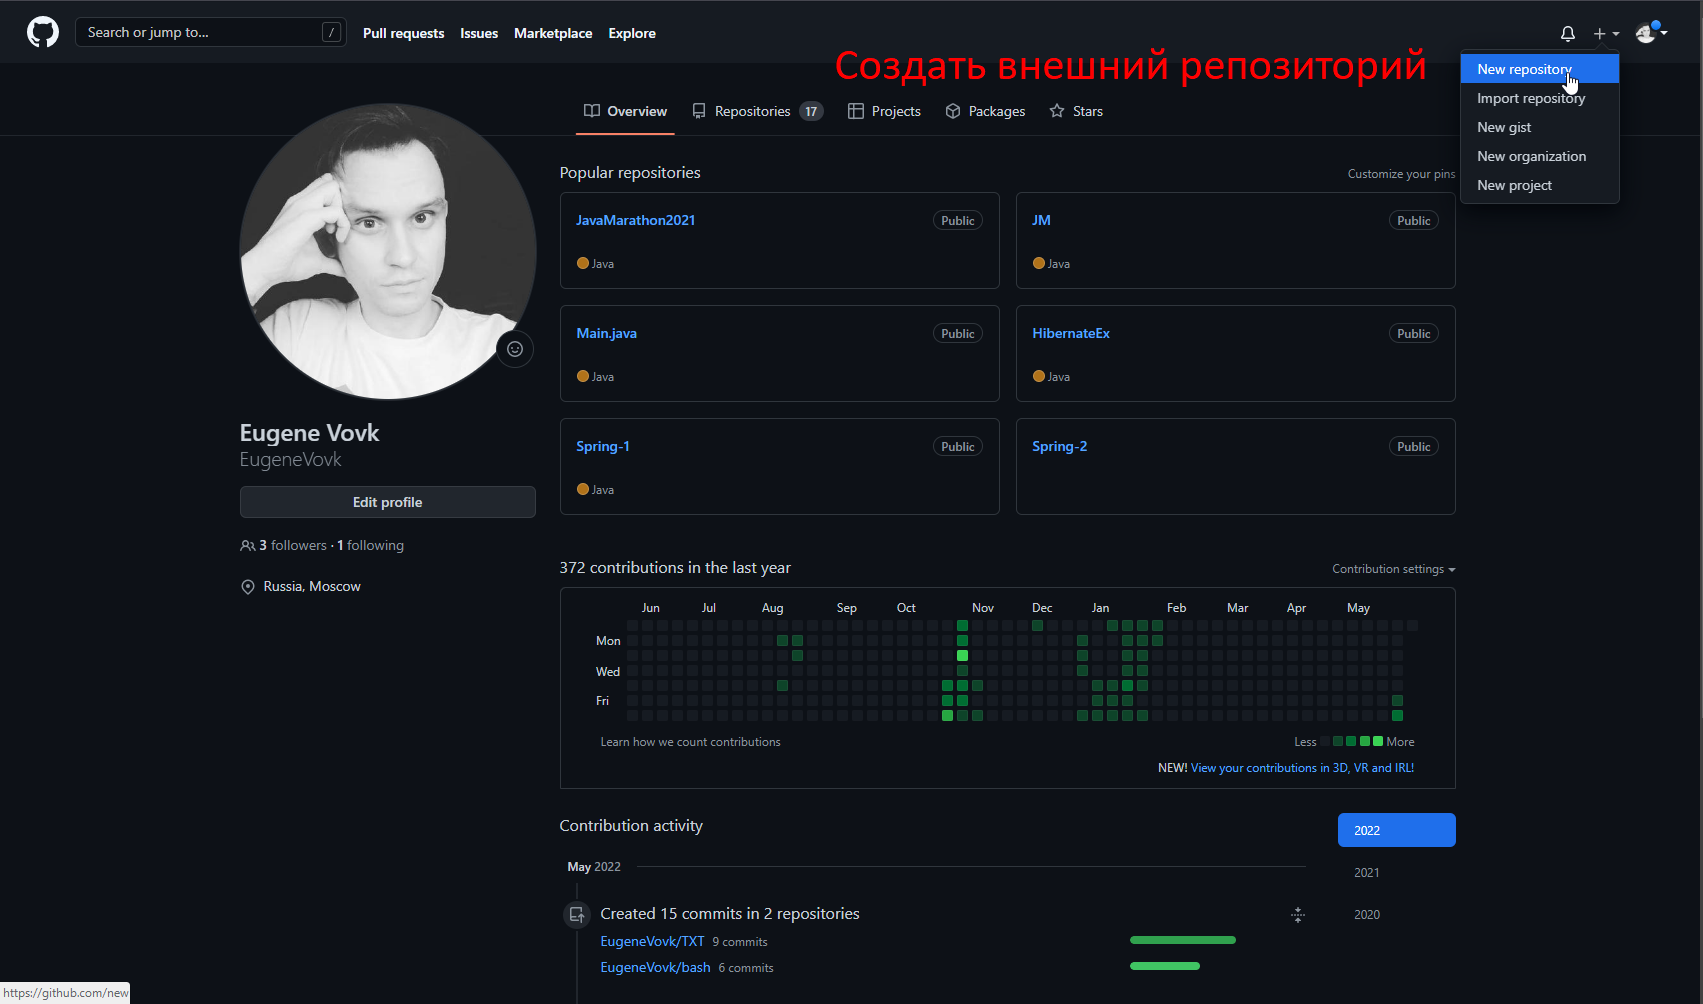 Search or jump to... /
Pull requests Issues Marketplace Explore
Создать внешний репозиторий
New repository
Import repository
New gist
New organization
New project
Overview Repositories 17 Projects Packages Stars
Eugene Vovk
EugeneVovk
Edit profile
3 followers · 1 following
Russia, Moscow
Popular repositories Customize your pins
JavaMarathon2021 Public
Java
JM Public
Java
Main.java Public
Java
HibernateEx Public
Java
Spring-1 Public
Java
Spring-2 Public
372 contributions in the last year Contribution settings
Jun Jul Aug Sep Oct Nov Dec Jan Feb Mar Apr May
Mon
Wed
Fri
Learn how we count contributions Less More
NEW! View your contributions in 3D, VR and IRL!
Contribution activity
2022
2021
2020
May 2022
Created 15 commits in 2 repositories
EugeneVovk/TXT 9 commits
EugeneVovk/bash 6 commits
https://github.com/new